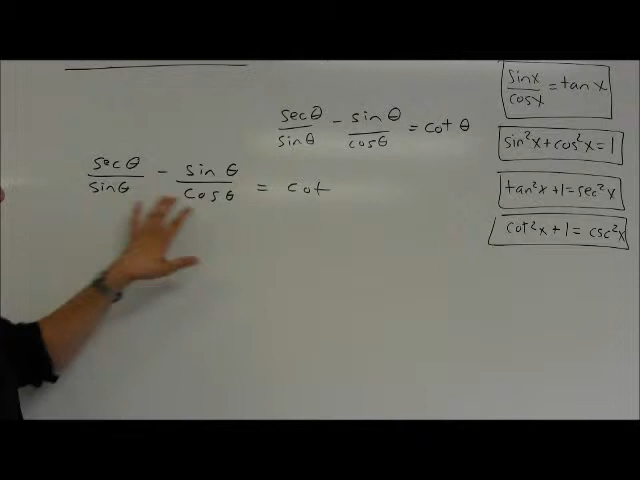 secθ/sinθ - sinθ/cosθ = cot θ
secθ/sinθ - sin θ/cosθ = cot
sinx/cosx = tan x
sin²x+cos²x=1
tan²x+1=sec²x
cot²x+1=csc²x